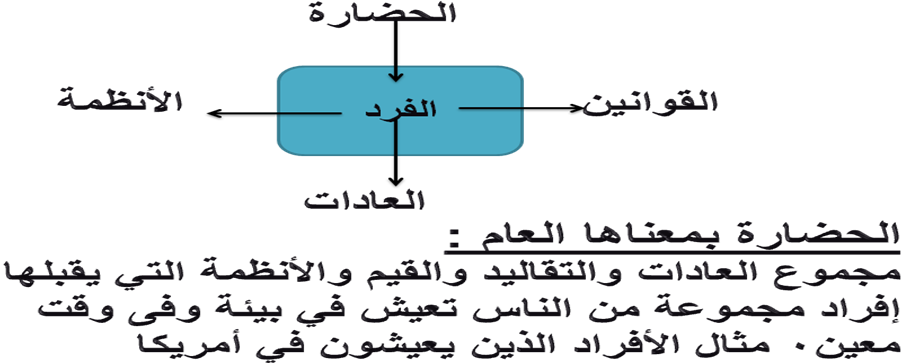 الحضارة
القوانين
الفرد
الأنظمة
العادات
الحضارة بمعناها العام :
مجموع العادات والتقاليد والقيم والأنظمة التي يقبلها
إفراد مجموعة من الناس تعيش في بيئة وفى وقت
معين٠ مثال الأفراد الذين يعيشون في أمريكا